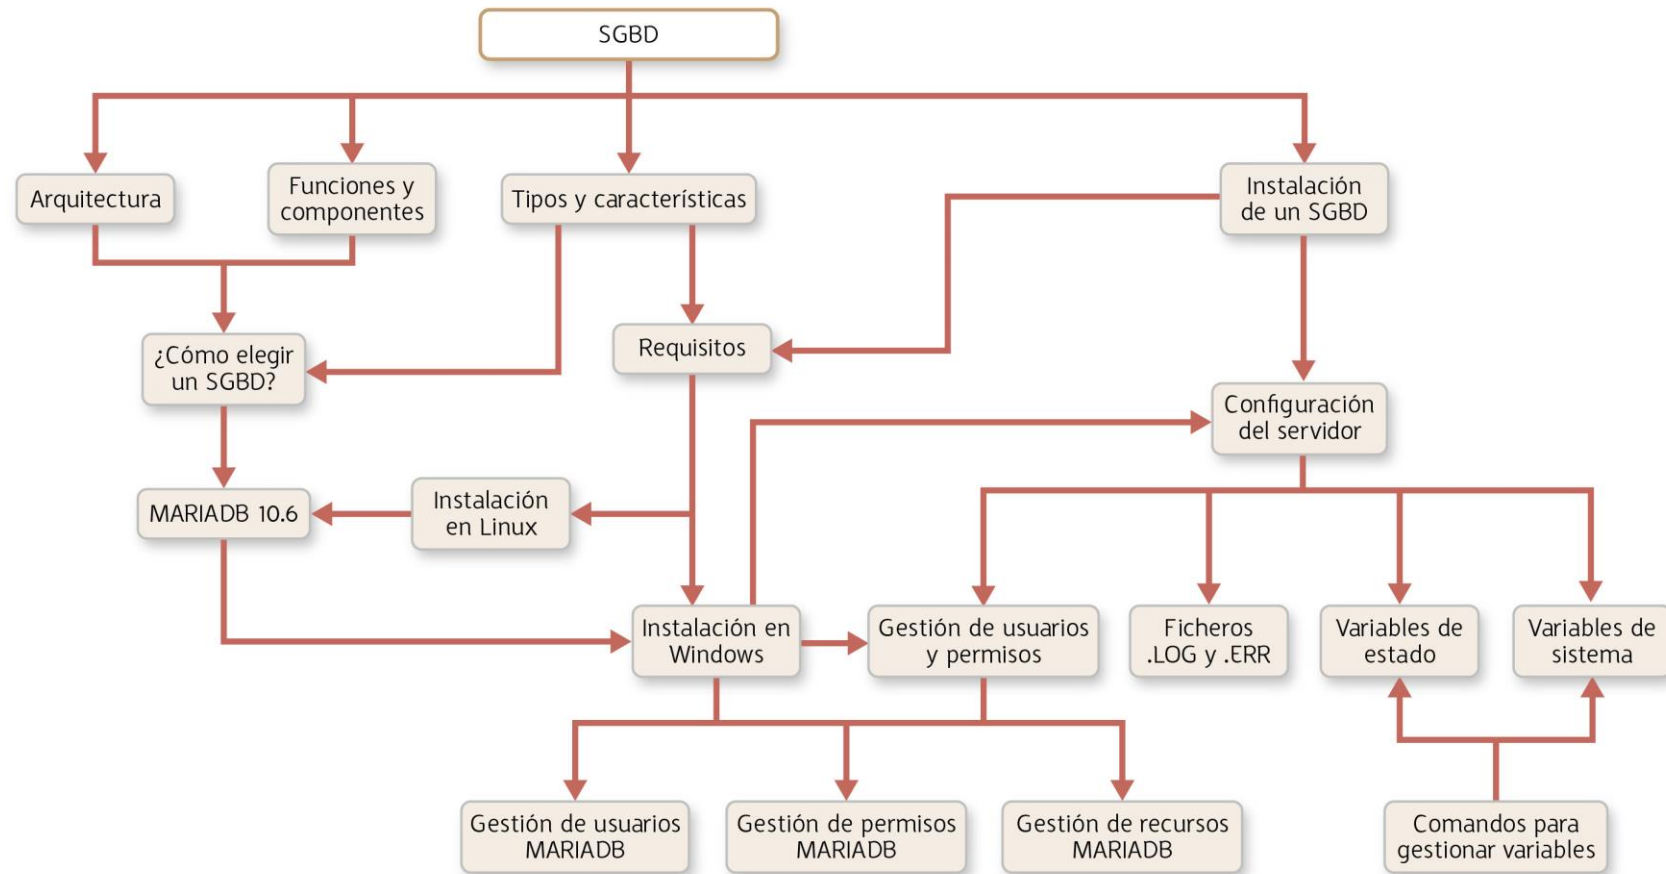 SGBD
Arquitectura
Funciones y
componentes
Tipos y características
Instalación
de un SGBD
¿Cómo elegir
un SGBD?
Requisitos
Configuración
del servidor
MARIADB 10.6
Instalación
en Linux
Instalación en
Windows
Gestión de usuarios
y permisos
Ficheros
.LOG y .ERR
Variables de
estado
Variables de
sistema
Gestión de usuarios
MARIADB
Gestión de permisos
MARIADB
Gestión de recursos
MARIADB
Comandos para
gestionar variables